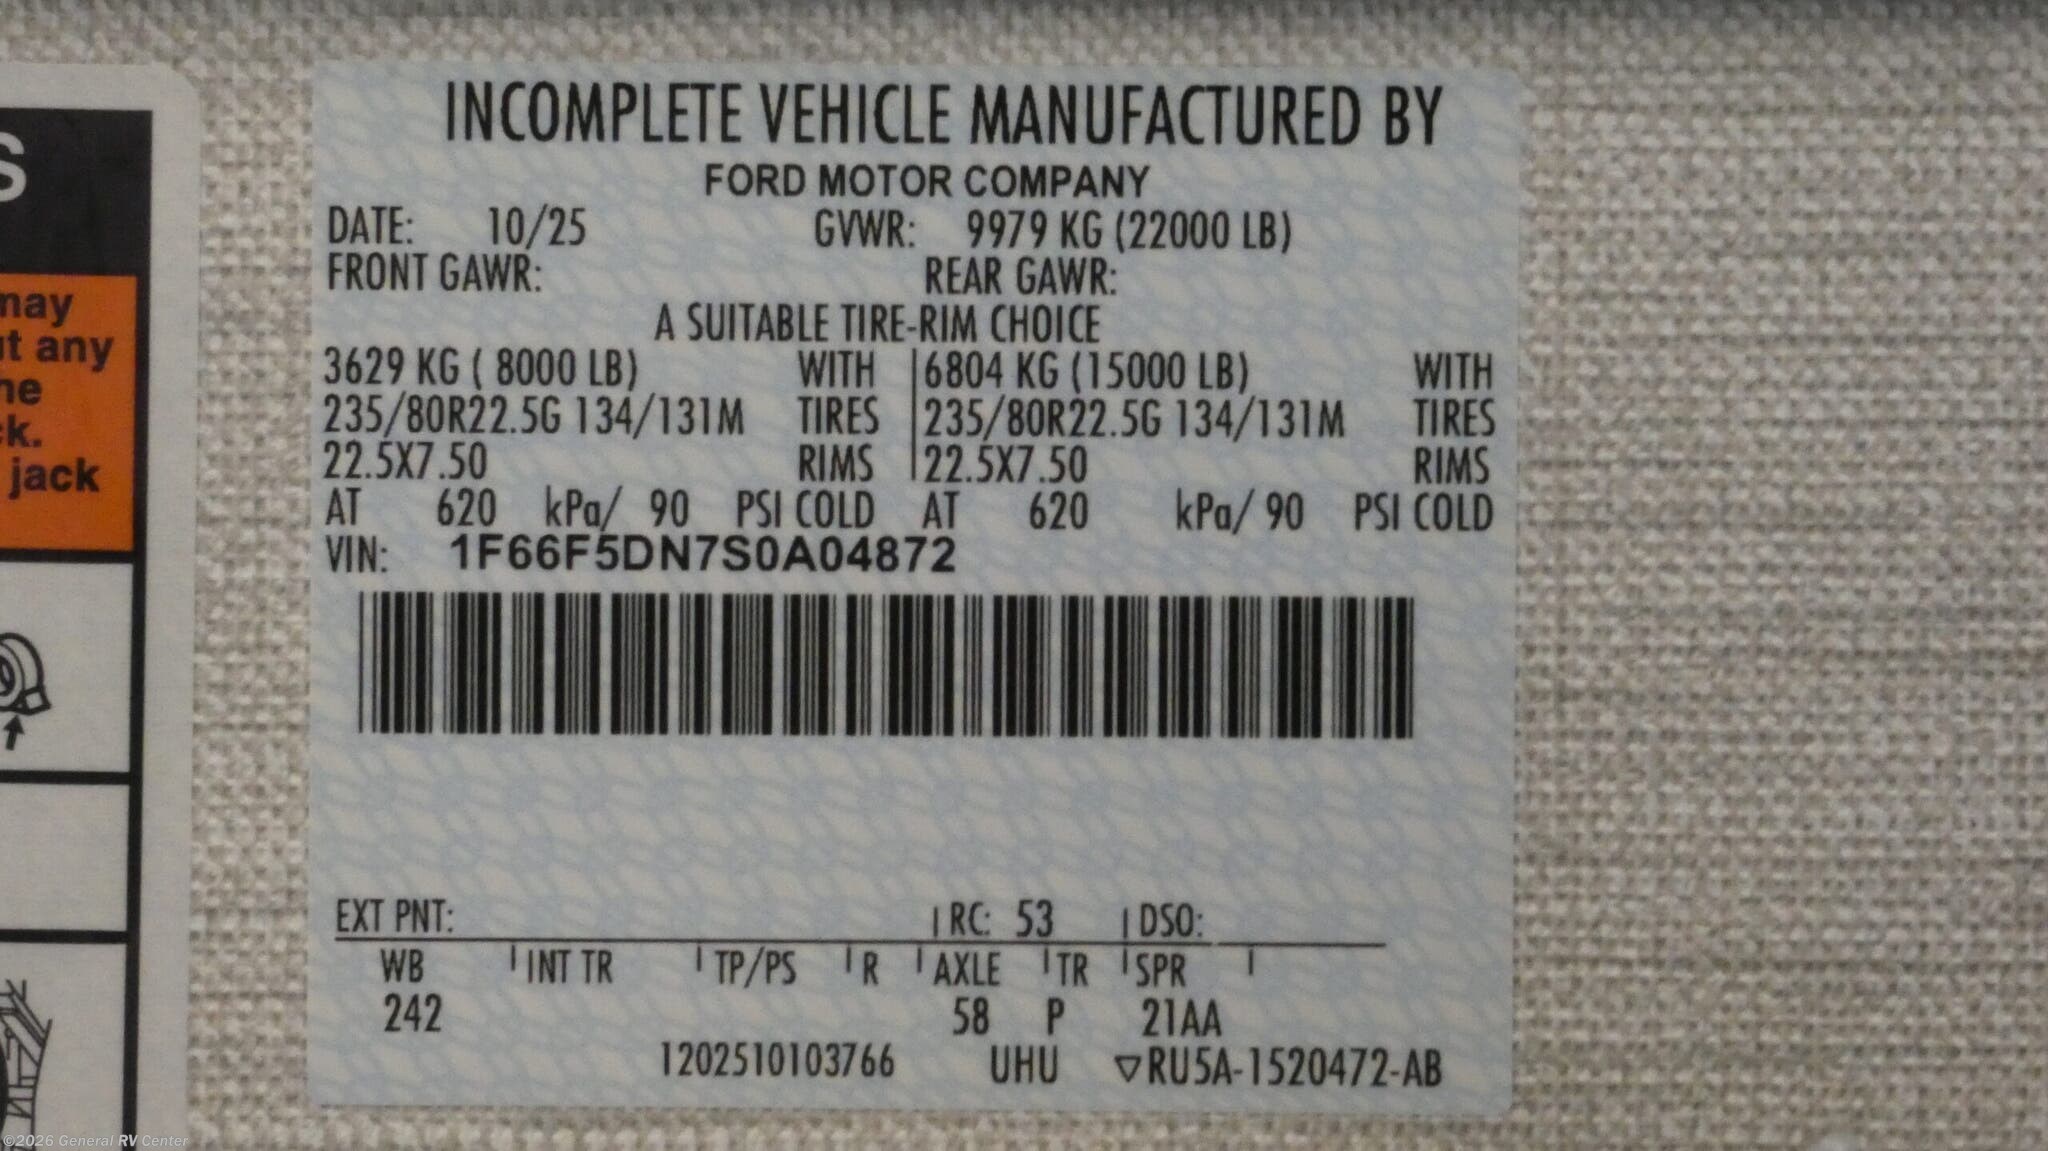 S
may
any
jack
INCOMPLETE VEHICLE MANUFACTURED BY
FORD MOTOR COMPANY
DATE: 10/25 GVWR: 9979 KG (22000 LB)
FRONT GAWR: REAR GAWR:
A SUITABLE TIRE-RIM CHOICE
3629 KG ( 8000 LB) WITH 6804 KG (15000 LB) WITH
235/80R22.5G 134/131M TIRES 235/80R22.5G 134/131M TIRES
22.5X7.50 RIMS 22.5X7.50 RIMS
AT 620 kPa/ 90 PSI COLD AT 620 kPa/ 90 PSI COLD
VIN: 1F66F5DN7S0A04872
EXT PNT: RC: 53 DSO:
WB INT TR TP/PS R AXLE TR SPR
242 58 P 21AA
1202510103766 UHU ▽RU5A-1520472-AB
©2026 General RV Center